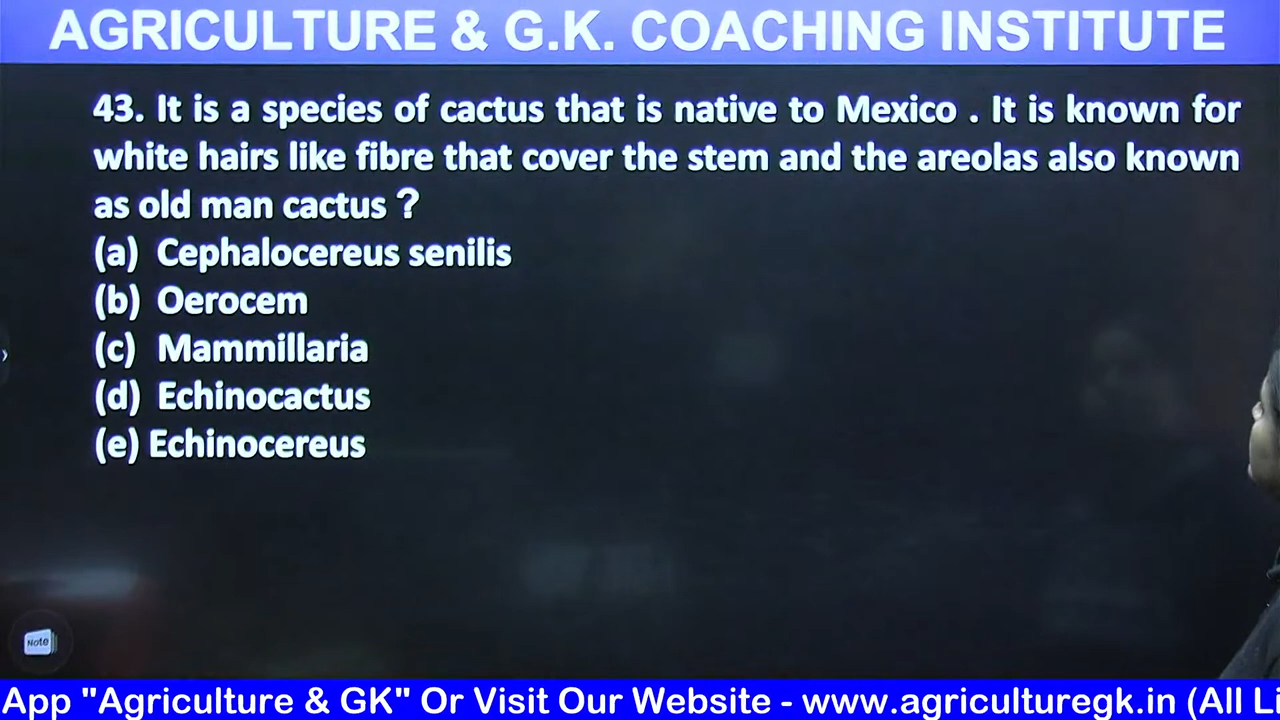 AGRICULTURE & G.K. COACHING INSTITUTE
43. It is a species of cactus that is native to Mexico . It is known for
white hairs like fibre that cover the stem and the areolas also known
as old man cactus ?
(a) Cephalocereus senilis
(b) Oerocem
(c) Mammillaria
(d) Echinocactus
(e) Echinocereus
Note
App "Agriculture & GK" Or Visit Our Website - www.agriculturegk.in (All Li